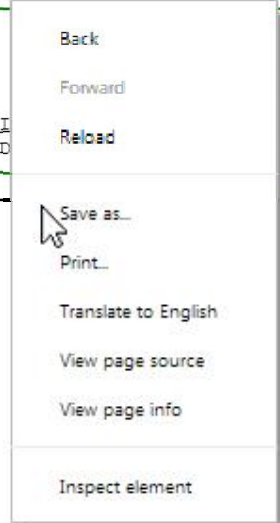 Back
Forward
Reload
I
D
Save as...
Print...
Translate to English
View page source
View page info
Inspect element